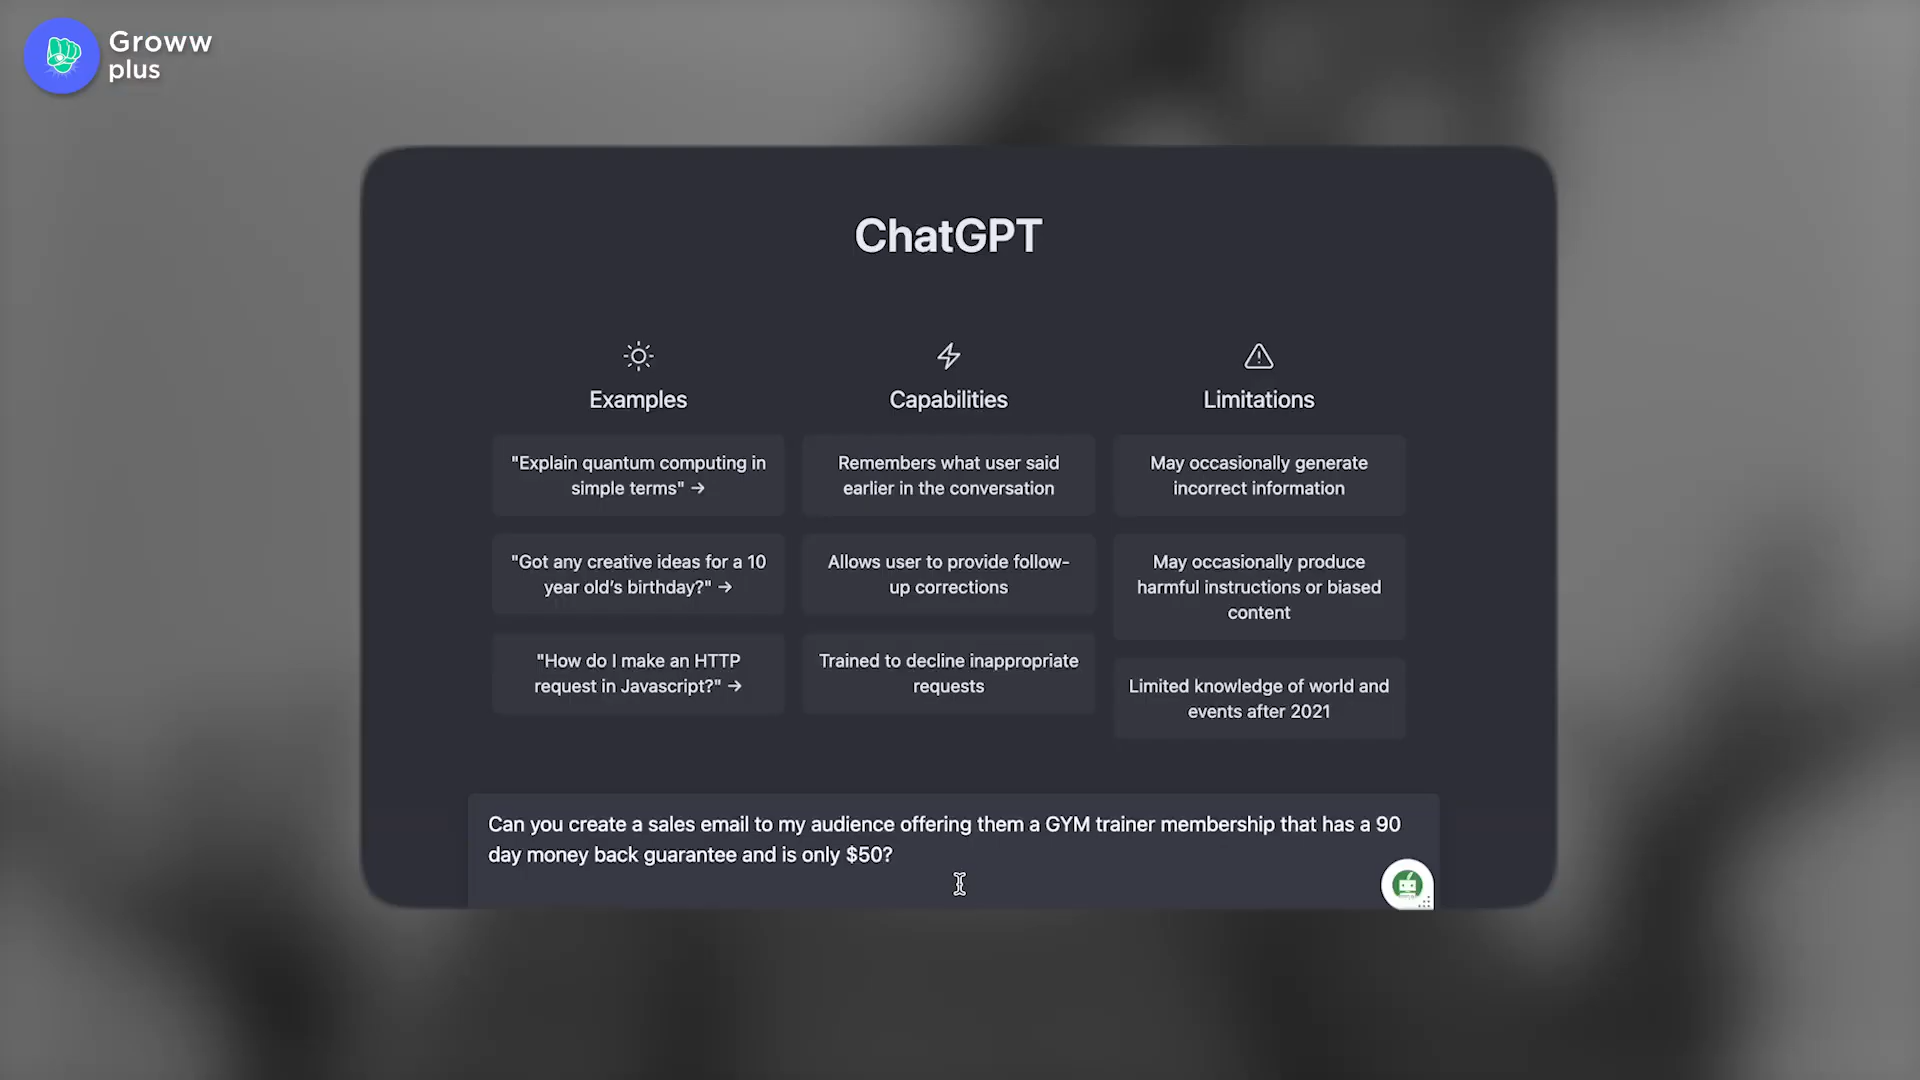 Groww
plus
ChatGPT
Examples
"Explain quantum computing in
simple terms" →
"Got any creative ideas for a 10
year old’s birthday?" →
"How do I make an HTTP
request in Javascript?" →
Capabilities
Remembers what user said
earlier in the conversation
Allows user to provide follow-
up corrections
Trained to decline inappropriate
requests
Limitations
May occasionally generate
incorrect information
May occasionally produce
harmful instructions or biased
content
Limited knowledge of world and
events after 2021
Can you create a sales email to my audience offering them a GYM trainer membership that has a 90
day money back guarantee and is only $50?